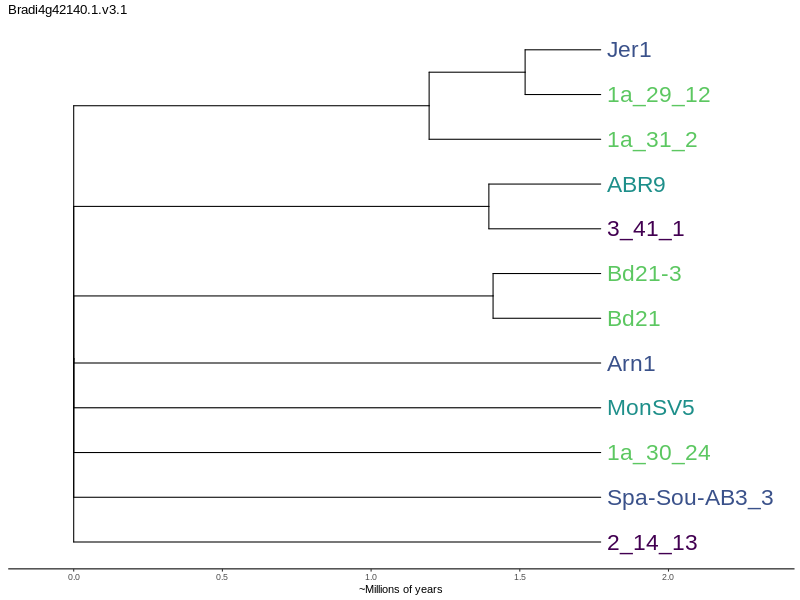 Bradi4g42140.1.v3.1
Jer1
1a_29_12
1a_31_2
ABR9
3_41_1
Bd21-3
Bd21
Arn1
MonSV5
1a_30_24
Spa-Sou-AB3_3
2_14_13
0.0 0.5 1.0 1.5 2.0
~Millions of years